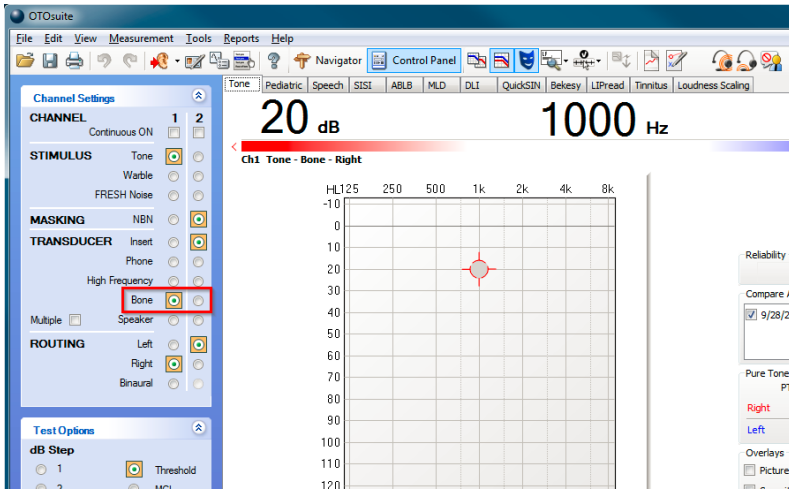 OTOsuite
File Edit View Measurement Tools Reports Help
Navigator Control Panel
Tone Pediatric Speech SISI ABLB MLD DLI QuickSIN Bekesy LIPread Tinnitus Loudness Scaling
20 dB 1000 Hz
Ch1 Tone - Bone - Right
Channel Settings
CHANNEL 1 2
Continuous ON
STIMULUS Tone
Warble
FRESH Noise
MASKING NBN
TRANSDUCER Insert
Phone
High Frequency
Bone
Multiple Speaker
ROUTING Left
Right
Binaural
Test Options
dB Step
1 Threshold
2 MCL
HL125 250 500 1k 2k 4k 8k
-10
0
10
20
30
40
50
60
70
80
90
100
110
120
Reliability
Compare A
9/28/2
Pure Tone
PT
Right
Left
Overlays
Picture